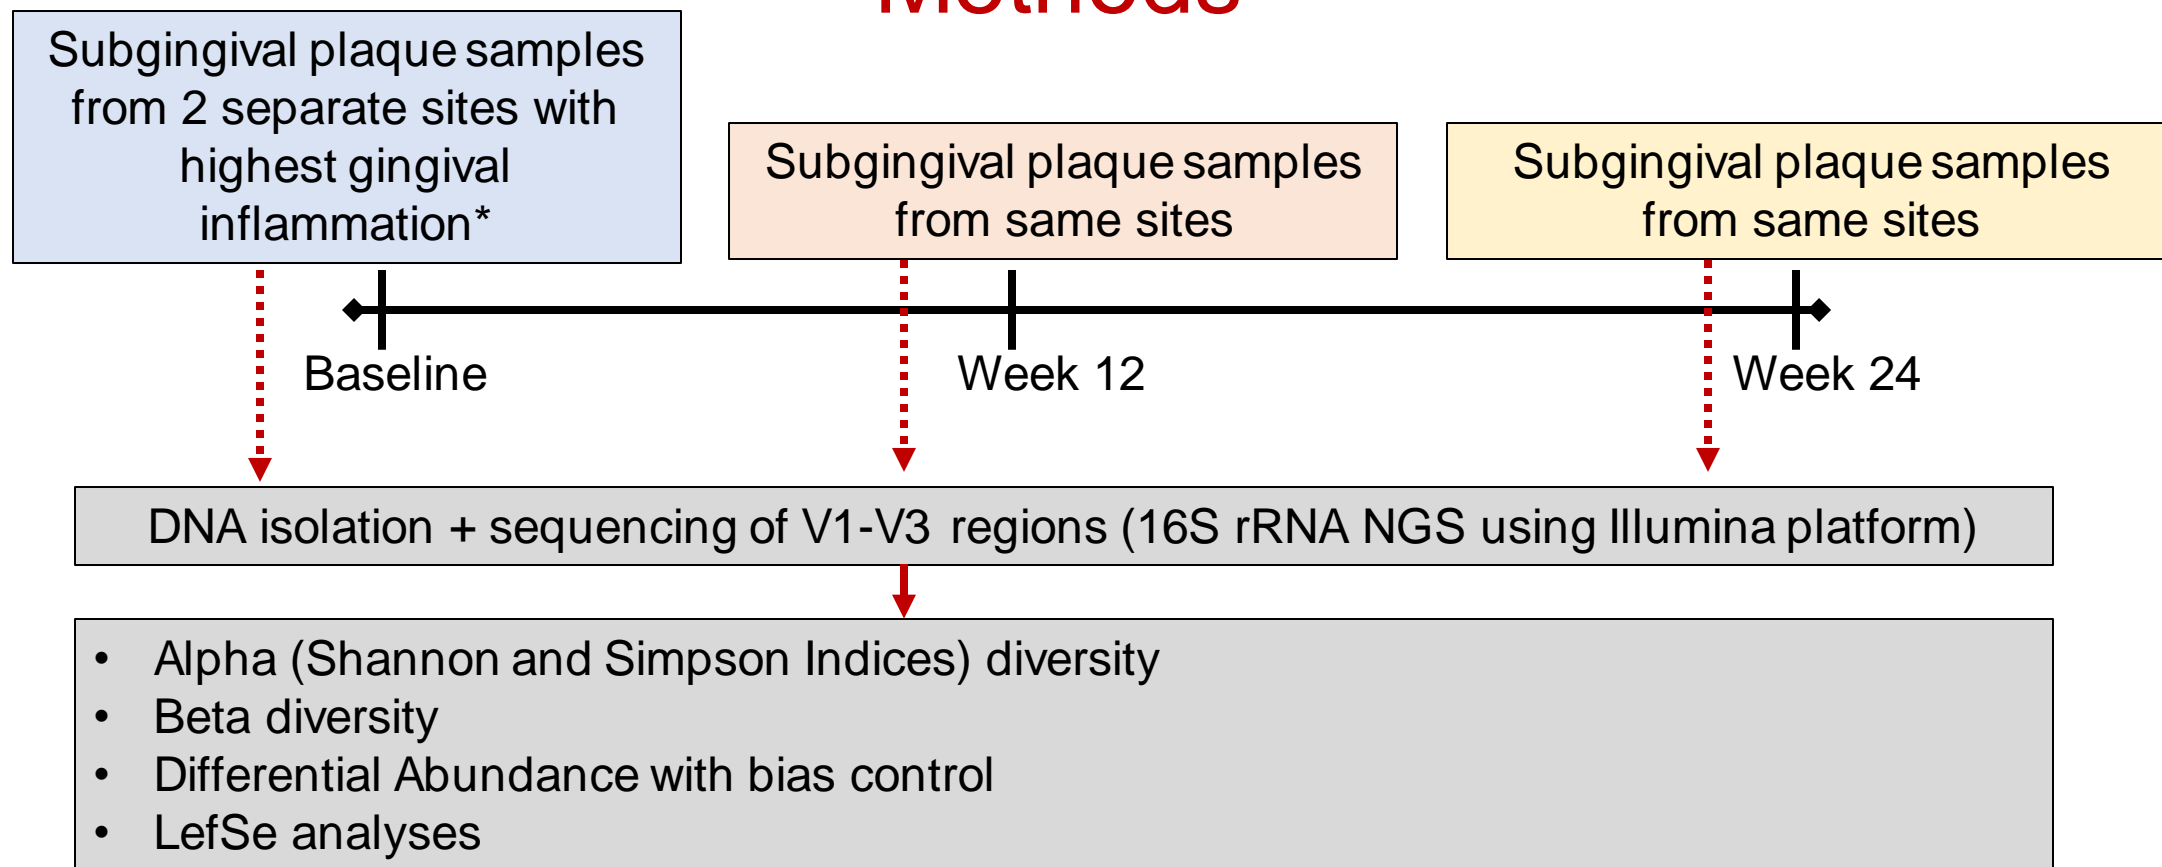 Methods
Subgingival plaque samples
from 2 separate sites with
highest gingival
inflammation*
Subgingival plaque samples
from same sites
Subgingival plaque samples
from same sites
Baseline
Week 12
Week 24
DNA isolation + sequencing of V1-V3 regions (16S rRNA NGS using Illumina platform)
• Alpha (Shannon and Simpson Indices) diversity
• Beta diversity
• Differential Abundance with bias control
• LefSe analyses